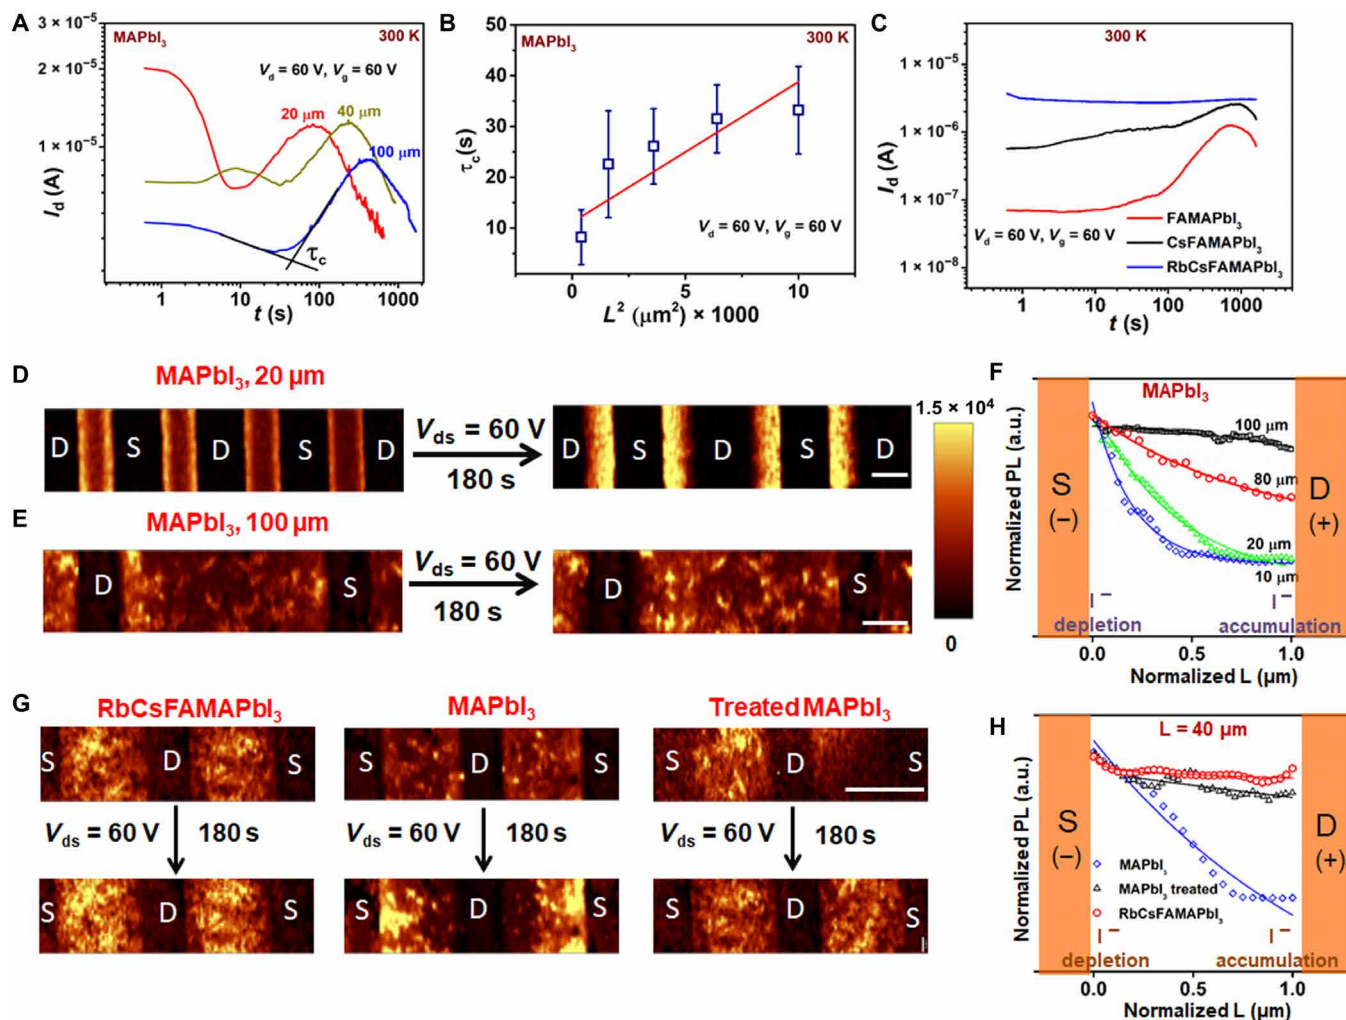 A
3 × 10⁻⁵
MAPbI₃
300 K
2 × 10⁻⁵
V_d = 60 V, V_g = 60 V
20 μm
40 μm
100 μm
1 × 10⁻⁵
I_d (A)
τ_c
1
10
100
1000
t (s)
B
50
MAPbI₃
300 K
40
30
20
10
τ_c(s)
V_d = 60 V, V_g = 60 V
0
5
10
L² (μm²) × 1000
C
300 K
1 × 10⁻⁵
1 × 10⁻⁶
1 × 10⁻⁷
1 × 10⁻⁸
I_d (A)
FAMAPbI₃
V_d = 60 V, V_g = 60 V
CsFAMAPbI₃
RbCsFAMAPbI₃
1
10
100
1000
t (s)
D
MAPbI₃, 20 μm
D S D S D
V_ds = 60 V
180 s
D S D S D
1.5 × 10⁴
0
E
MAPbI₃, 100 μm
D S
V_ds = 60 V
180 s
D S
F
MAPbI₃
100 μm
80 μm
20 μm
10 μm
S
(−)
D
(+)
Normalized PL (a.u.)
I⁻
I⁻
depletion
accumulation
0.0
0.5
1.0
Normalized L (μm)
G
RbCsFAMAPbI₃
MAPbI₃
Treated MAPbI₃
S D S
S D S
S D S
V_ds = 60 V
180 s
V_ds = 60 V
180 s
V_ds = 60 V
180 s
S D S
S D S
S D S
H
L = 40 μm
S
(−)
D
(+)
Normalized PL (a.u.)
MAPbI₃
MAPbI₃ treated
RbCsFAMAPbI₃
I⁻
I⁻
depletion
accumulation
0.0
0.5
1.0
Normalized L (μm)